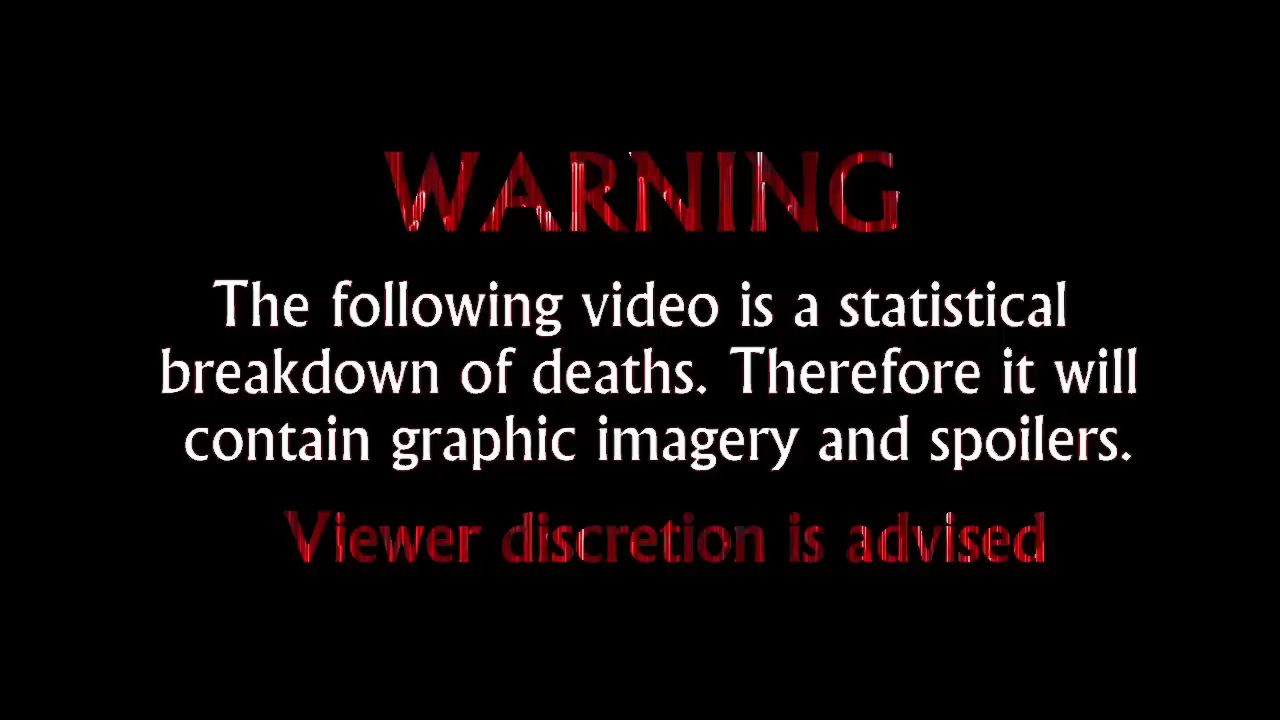 WARNING
The following video is a statistical
breakdown of deaths. Therefore it will
contain graphic imagery and spoilers.
Viewer discretion is advised